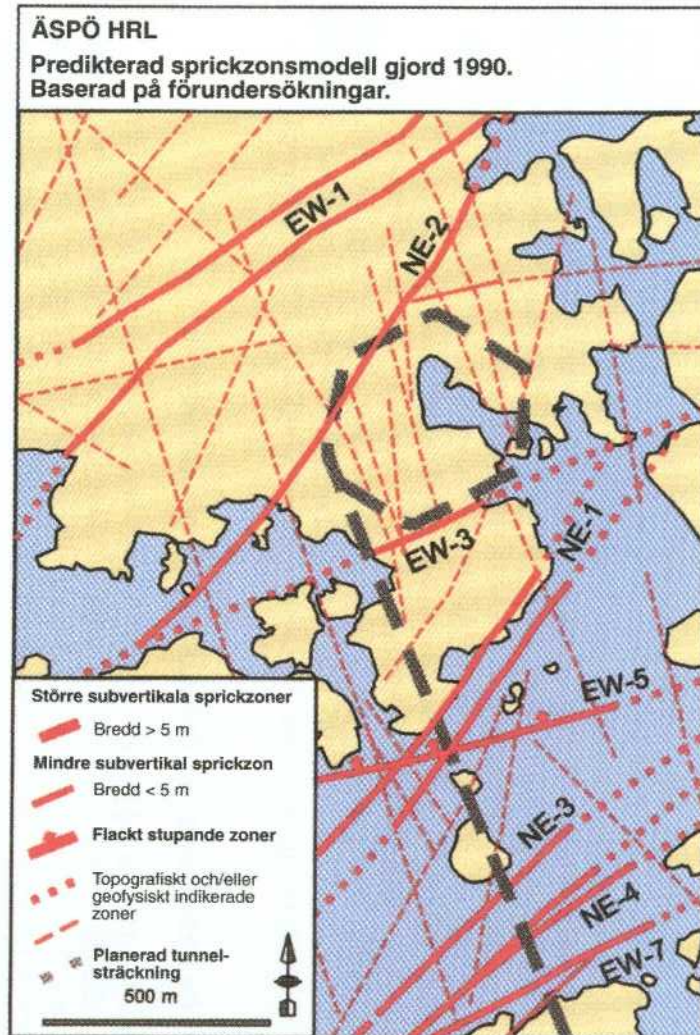 ÄSPÖ HRL
Predikterad sprickzonsmodell gjord 1990.
Baserad på förundersökningar.
EW-1
NE-2
EW-3
NE-1
EW-5
NE-3
NE-4
EW-7
Större subvertikala sprickzoner
Bredd > 5 m
Mindre subvertikal sprickzon
Bredd < 5 m
Flackt stupande zoner
Topografiskt och/eller
geofysiskt indikerade
zoner
Planerad tunnel-
sträckning
500 m